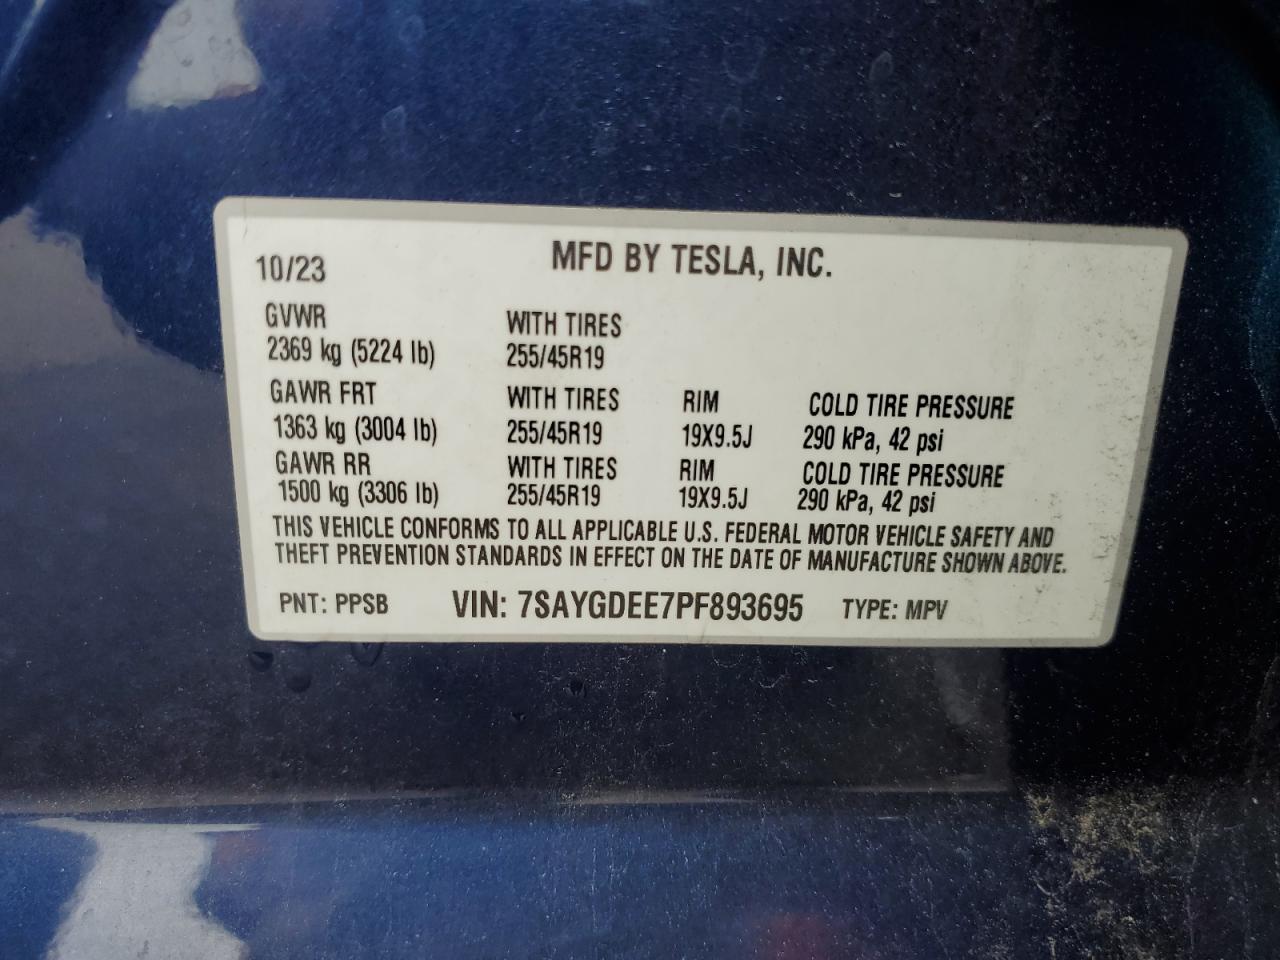 MFD BY TESLA, INC.
10/23
GVWR WITH TIRES
2369 kg (5224 lb) 255/45R19
GAWR FRT WITH TIRES RIM COLD TIRE PRESSURE
1363 kg (3004 lb) 255/45R19 19X9.5J 290 kPa, 42 psi
GAWR RR WITH TIRES RIM COLD TIRE PRESSURE
1500 kg (3306 lb) 255/45R19 19X9.5J 290 kPa, 42 psi
THIS VEHICLE CONFORMS TO ALL APPLICABLE U.S. FEDERAL MOTOR VEHICLE SAFETY AND
THEFT PREVENTION STANDARDS IN EFFECT ON THE DATE OF MANUFACTURE SHOWN ABOVE.
PNT: PPSB VIN: 7SAYGDEE7PF893695 TYPE: MPV